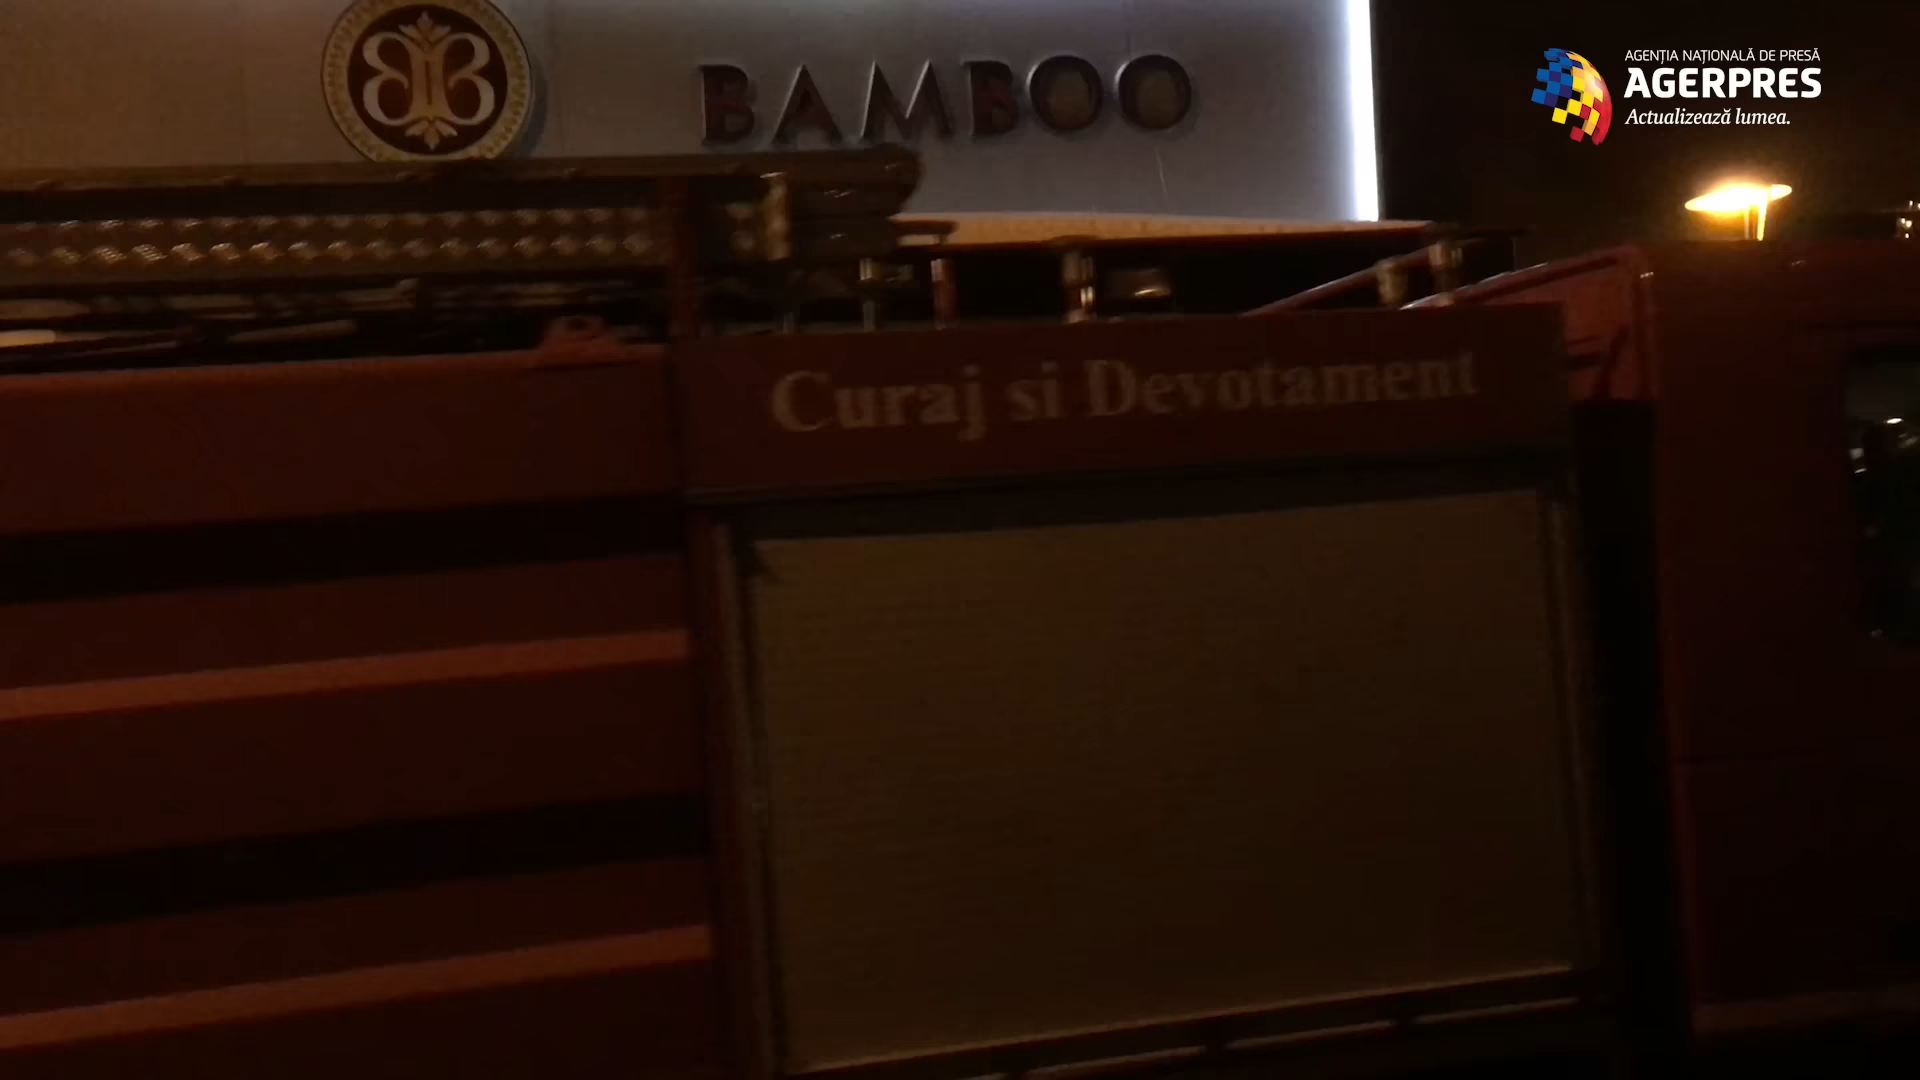 BAMBOO
AGENȚIA NAȚIONALĂ DE PRESĂ
AGERPRES
Actualizează lumea.
Curaj si Devotament